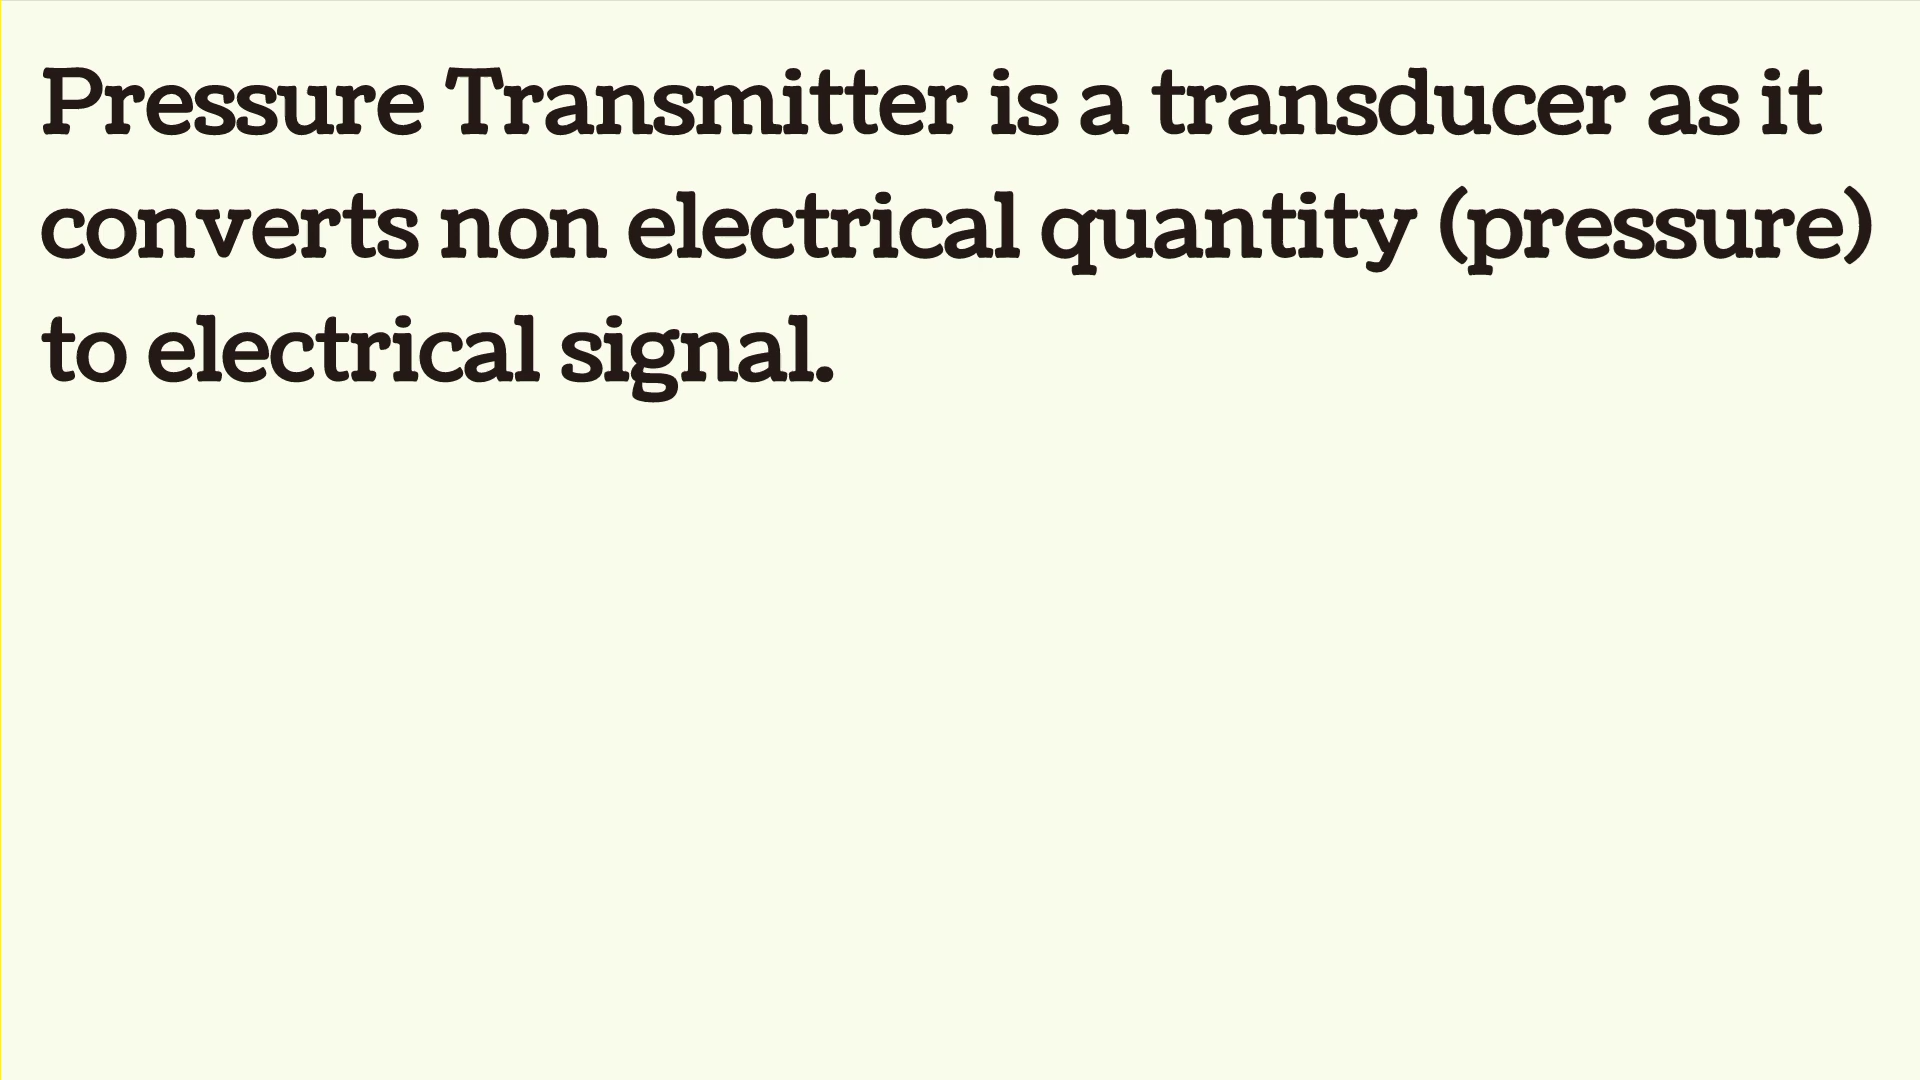 Pressure Transmitter is a transducer as it
converts non electrical quantity (pressure)
to electrical signal.